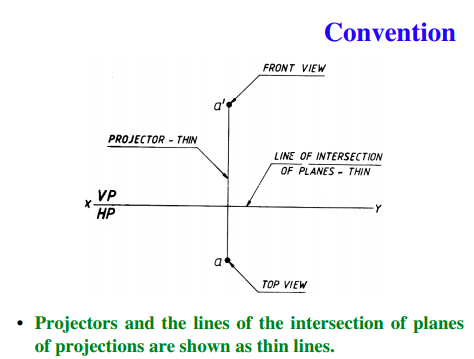 Convention
FRONT VIEW
a'
PROJECTOR - THIN
LINE OF INTERSECTION
OF PLANES - THIN
X VP
HP
Y
a
TOP VIEW
• Projectors and the lines of the intersection of planes
of projections are shown as thin lines.